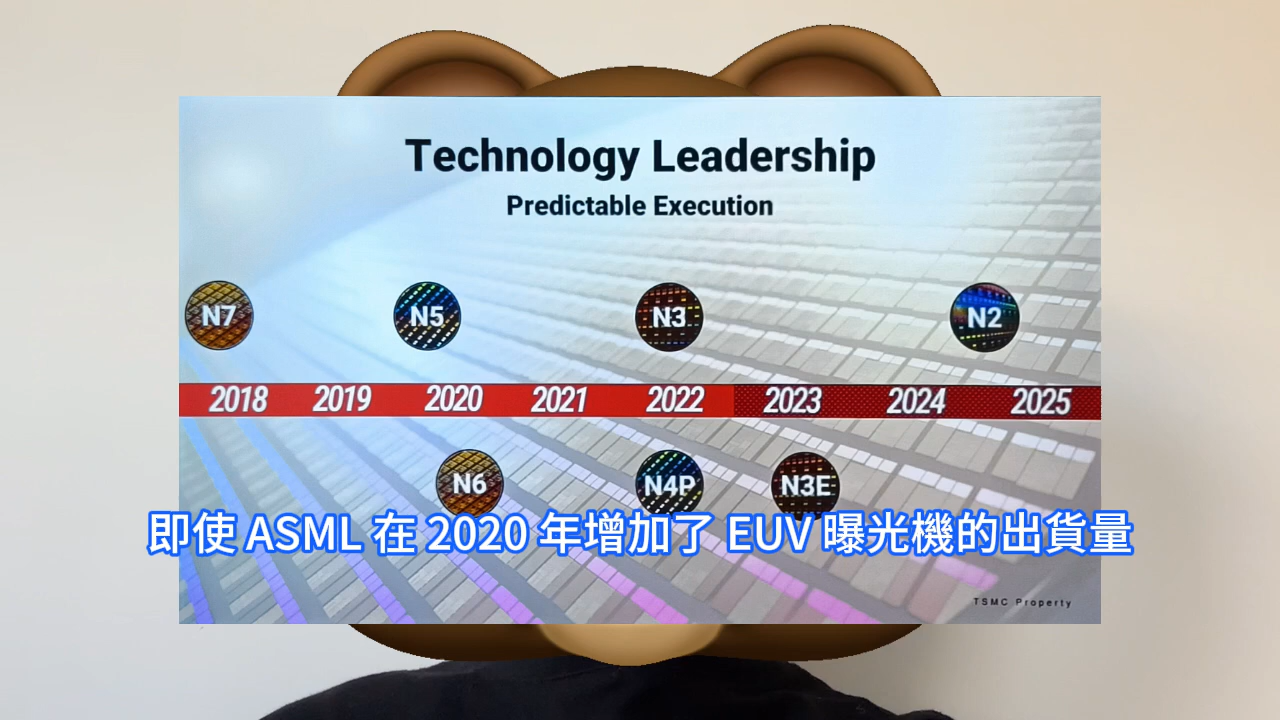 Technology Leadership
Predictable Execution
N7 N5 N3 N2
2018 2019 2020 2021 2022 2023 2024 2025
N6 N4P N3E
即使 ASML 在 2020 年增加了 EUV 曝光機的出貨量
TSMC Property